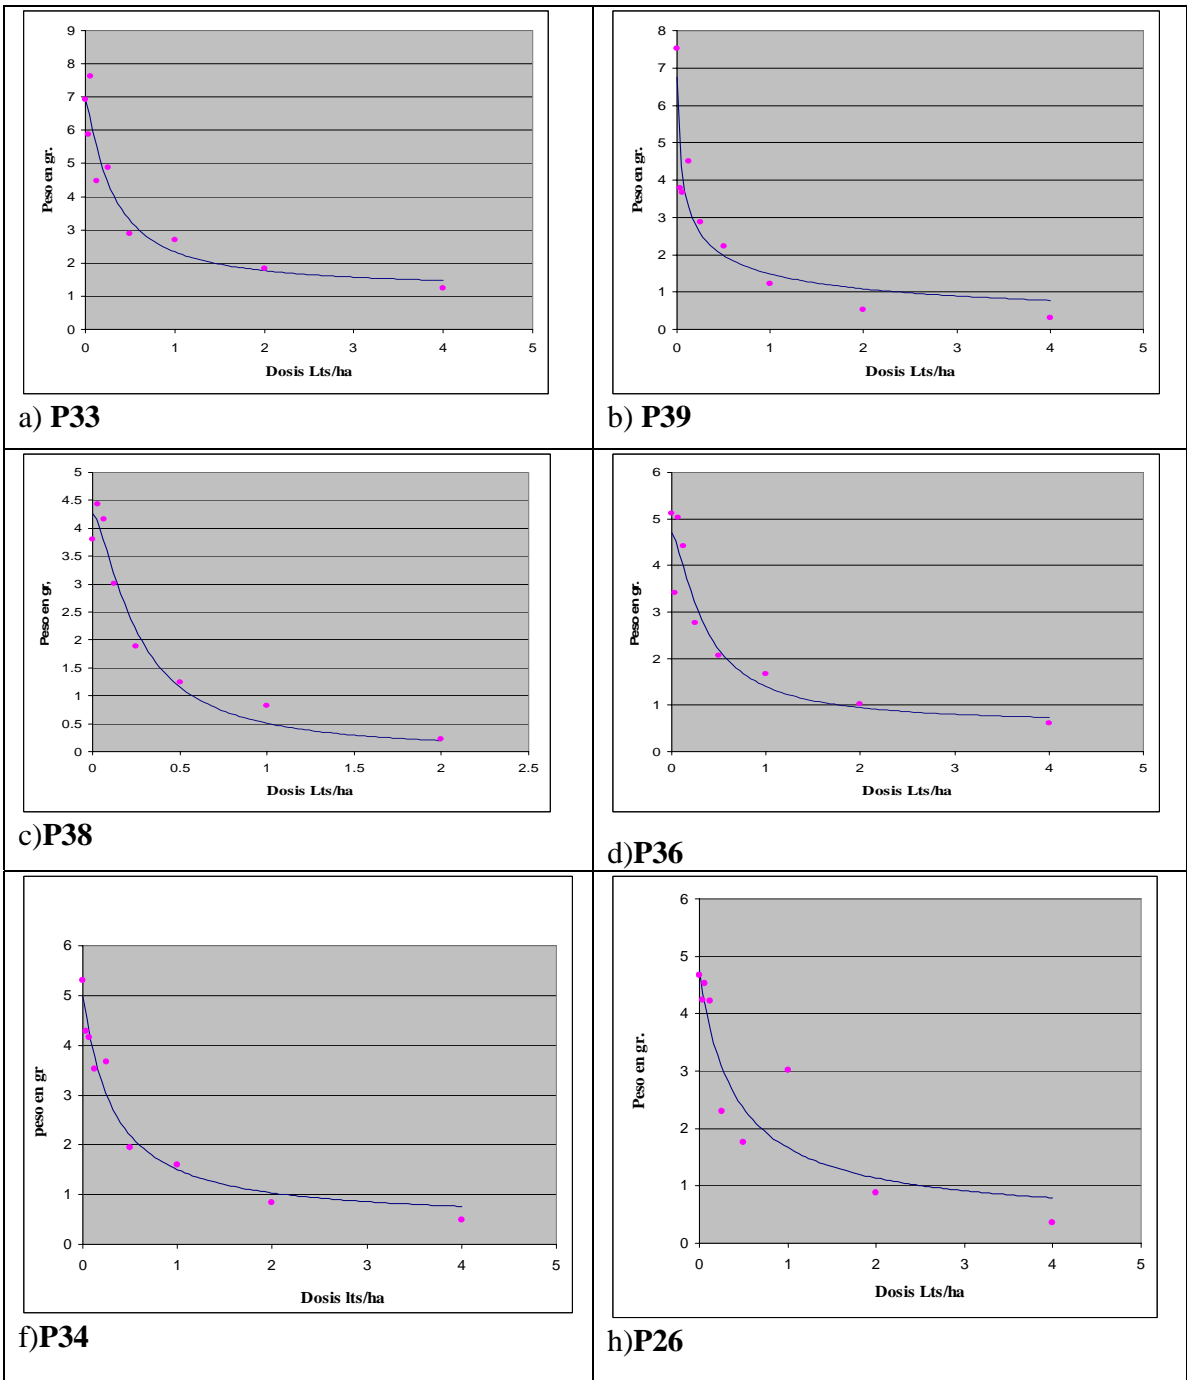 9
8
7
6
5
4
3
2
1
0
Peso en gr.
0 1 2 3 4 5
Dosis Lts/ha
a) P33
8
7
6
5
4
3
2
1
0
Peso en gr.
0 1 2 3 4 5
Dosis Lts/ha
b) P39
5
4.5
4
3.5
3
2.5
2
1.5
1
0.5
0
Peso en gr,
0 0.5 1 1.5 2 2.5
Dosis Lts/ha
c)P38
6
5
4
3
2
1
0
Peso en gr.
0 1 2 3 4 5
Dosis Lts/ha
d)P36
6
5
4
3
2
1
0
peso en gr
0 1 2 3 4 5
Dosis lts/ha
f)P34
6
5
4
3
2
1
0
Peso en gr.
0 1 2 3 4 5
Dosis Lts/ha
h)P26